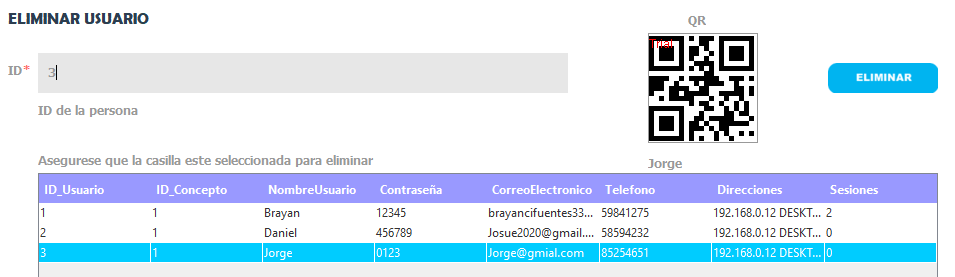 ELIMINAR USUARIO
QR
Trial
ID* 3
ELIMINAR
ID de la persona
Asegurese que la casilla este seleccionada para eliminar
Jorge
ID_Usuario ID_Concepto NombreUsuario Contraseña CorreoElectronico Telefono Direcciones Sesiones
1 1 Brayan 12345 brayancifuentes33... 59841275 192.168.0.12 DESKT... 2
2 1 Daniel 456789 Josue2020@gmail.... 58594232 192.168.0.12 DESKT... 0
3 1 Jorge 0123 Jorge@gmial.com 85254651 192.168.0.12 DESKT... 0